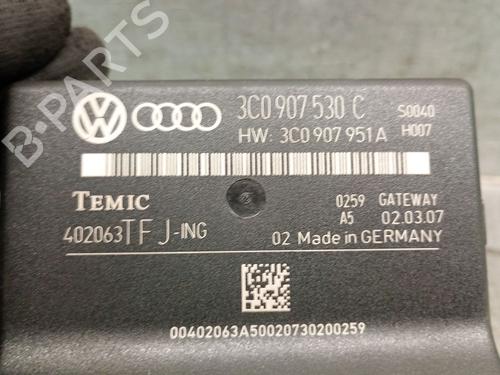 3C0 907 530 C S0040
HW: 3C0 907 951 A H007
TEMIC
0259 GATEWAY
A5 02.03.07
402063TFJ-ING
02 Made in GERMANY
00402063A50020730200259
B-PARTS